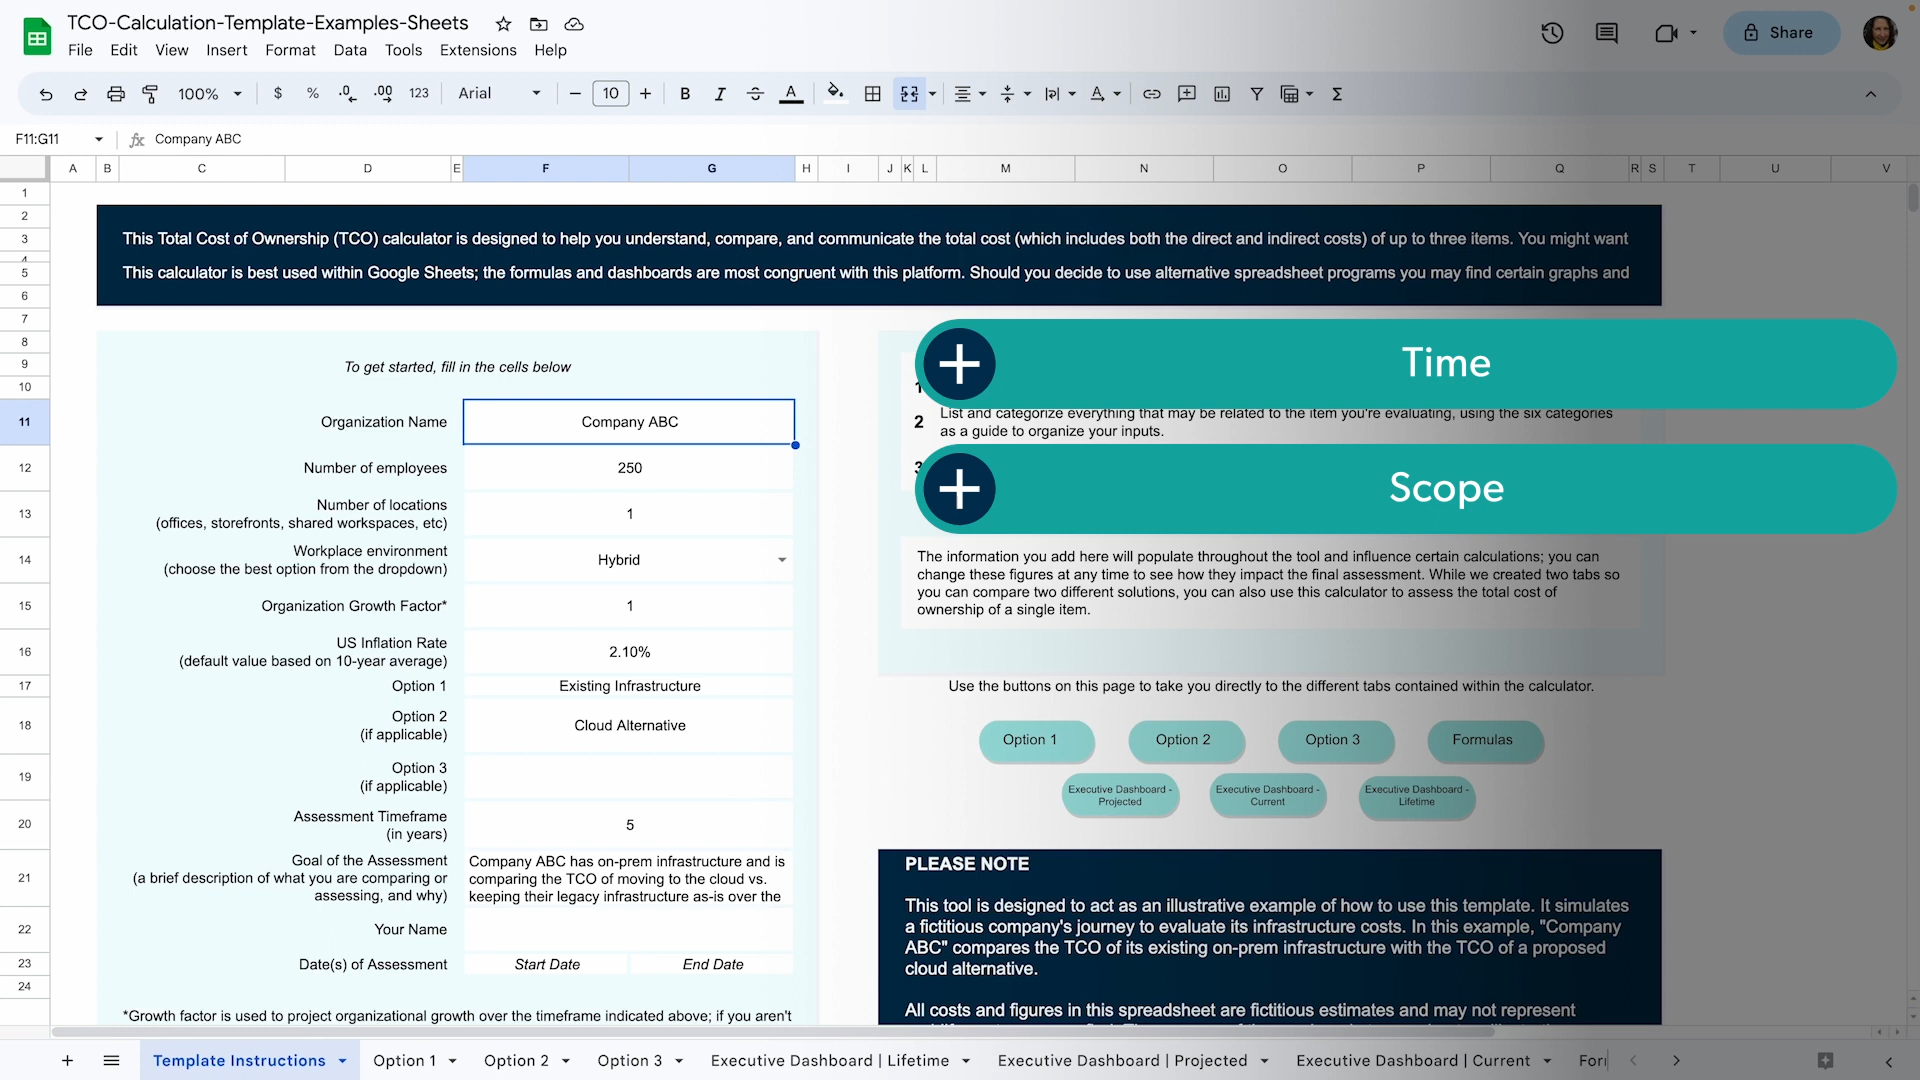 TCO-Calculation-Template-Examples-Sheets
File Edit View Insert Format Data Tools Extensions Help
Share
100% $ % .0 .00 123 Arial 10 B I A Σ
F11:G11 fx Company ABC
A B C D E F G H I J K L M N O P Q R S T U V
1
2
3 This Total Cost of Ownership (TCO) calculator is designed to help you understand, compare, and communicate the total cost (which includes both the direct and indirect costs) of up to three items. You might want
4
5 This calculator is best used within Google Sheets; the formulas and dashboards are most congruent with this platform. Should you decide to use alternative spreadsheet programs you may find certain graphs and
6
7
8
9 To get started, fill in the cells below
10
11 Organization Name Company ABC
12 Number of employees 250
13 Number of locations
(offices, storefronts, shared workspaces, etc) 1
14 Workplace environment
(choose the best option from the dropdown) Hybrid
15 Organization Growth Factor* 1
16 US Inflation Rate
(default value based on 10-year average) 2.10%
17 Option 1 Existing Infrastructure
18 Option 2
(if applicable) Cloud Alternative
19 Option 3
(if applicable)
20 Assessment Timeframe
(in years) 5
21 Goal of the Assessment
(a brief description of what you are comparing or
assessing, and why)
Company ABC has on-prem infrastructure and is
comparing the TCO of moving to the cloud vs.
keeping their legacy infrastructure as-is over the
22 Your Name
23 Date(s) of Assessment Start Date End Date
24
*Growth factor is used to project organizational growth over the timeframe indicated above; if you aren't
Time
1
2 List and categorize everything that may be related to the item you're evaluating, using the six categories
as a guide to organize your inputs.
3
Scope
The information you add here will populate throughout the tool and influence certain calculations; you can
change these figures at any time to see how they impact the final assessment. While we created two tabs so
you can compare two different solutions, you can also use this calculator to assess the total cost of
ownership of a single item.
Use the buttons on this page to take you directly to the different tabs contained within the calculator.
Option 1 Option 2 Option 3 Formulas
Executive Dashboard -
Projected
Executive Dashboard -
Current
Executive Dashboard -
Lifetime
PLEASE NOTE
This tool is designed to act as an illustrative example of how to use this template. It simulates
a fictitious company's journey to evaluate its infrastructure costs. In this example, "Company
ABC" compares the TCO of its existing on-prem infrastructure with the TCO of a proposed
cloud alternative.
All costs and figures in this spreadsheet are fictitious estimates and may not represent
Template Instructions Option 1 Option 2 Option 3 Executive Dashboard | Lifetime Executive Dashboard | Projected Executive Dashboard | Current